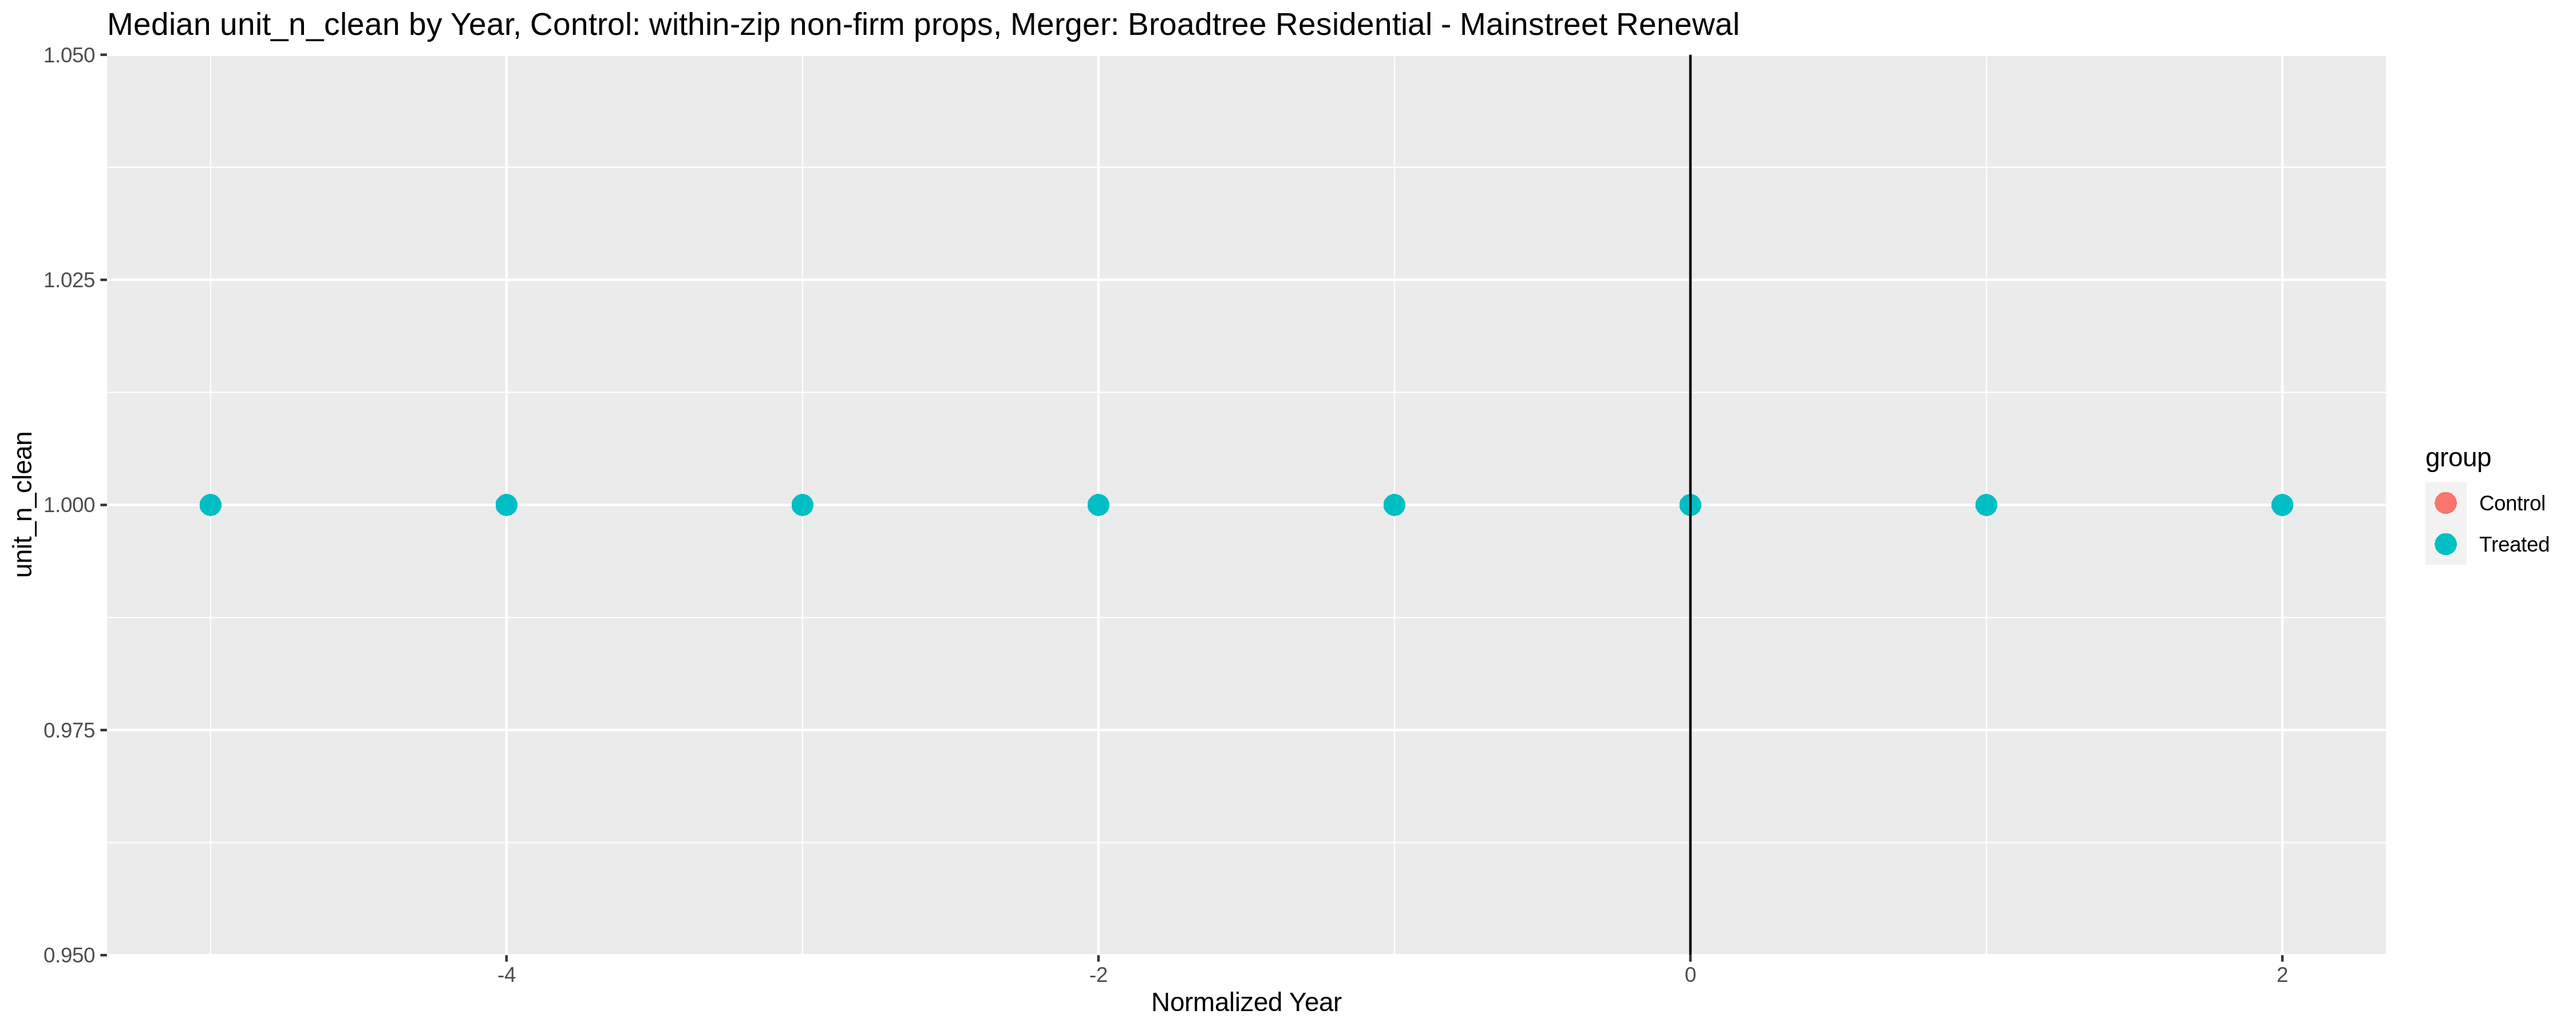 Median unit_n_clean by Year, Control: within-zip non-firm props, Merger: Broadtree Residential - Mainstreet Renewal
1.050
1.025
1.000
0.975
0.950
unit_n_clean
-4
-2
0
2
Normalized Year
group
Control
Treated